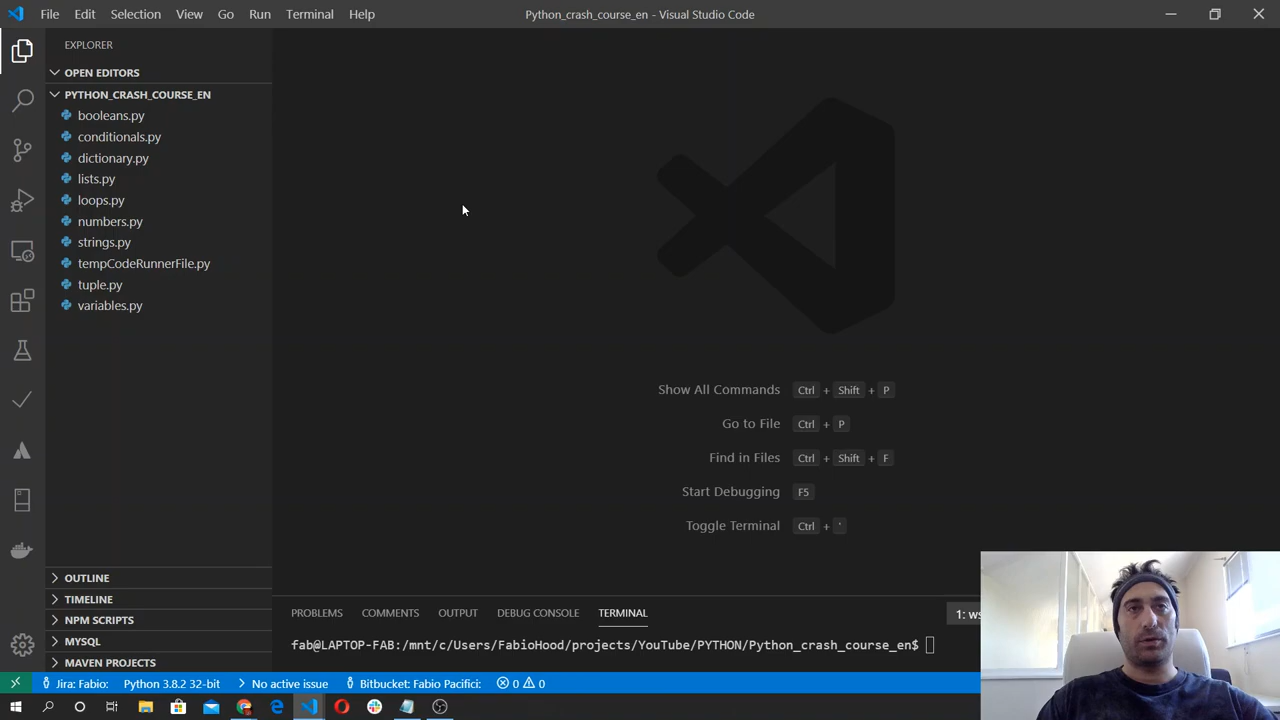 File Edit Selection View Go Run Terminal Help
Python_crash_course_en - Visual Studio Code
EXPLORER
OPEN EDITORS
PYTHON_CRASH_COURSE_EN
booleans.py
conditionals.py
dictionary.py
lists.py
loops.py
numbers.py
strings.py
tempCodeRunnerFile.py
tuple.py
variables.py
OUTLINE
TIMELINE
NPM SCRIPTS
MYSQL
MAVEN PROJECTS
Show All Commands Ctrl + Shift + P
Go to File Ctrl + P
Find in Files Ctrl + Shift + F
Start Debugging F5
Toggle Terminal Ctrl + `
PROBLEMS COMMENTS OUTPUT DEBUG CONSOLE TERMINAL
1: ws
fab@LAPTOP-FAB:/mnt/c/Users/FabioHood/projects/YouTube/PYTHON/Python_crash_course_en$
Jira: Fabio: Python 3.8.2 32-bit No active issue Bitbucket: Fabio Pacifici: 0 0